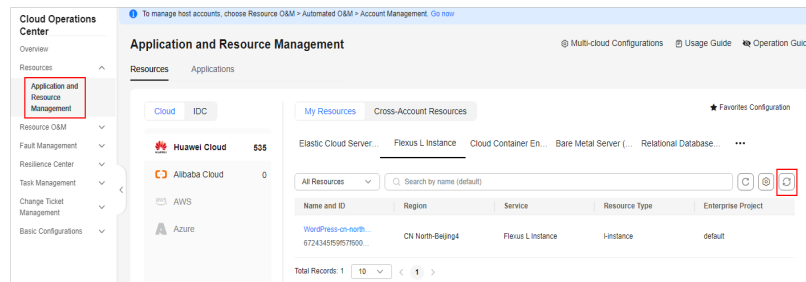 Cloud Operations
Center
To manage host accounts, choose Resource O&M > Automated O&M > Account Management. Go now
Overview
Application and Resource Management
Multi-cloud Configurations Usage Guide Operation Guid
Resources
Resources Applications
Application and
Resource
Management
Cloud IDC
My Resources Cross-Account Resources
Favorites Configuration
Resource O&M
Fault Management
Resilience Center
Task Management
Change Ticket
Management
Basic Configurations
Huawei Cloud 535
Alibaba Cloud 0
AWS
Azure
Elastic Cloud Server... Flexus L Instance Cloud Container En... Bare Metal Server (... Relational Database... •••
All Resources Search by name (default)
Name and ID Region Service Resource Type Enterprise Project
WordPress-cn-north...
6724345f59f57f600... CN North-Beijing4 Flexus L Instance l-instance default
Total Records: 1 10 < 1 >